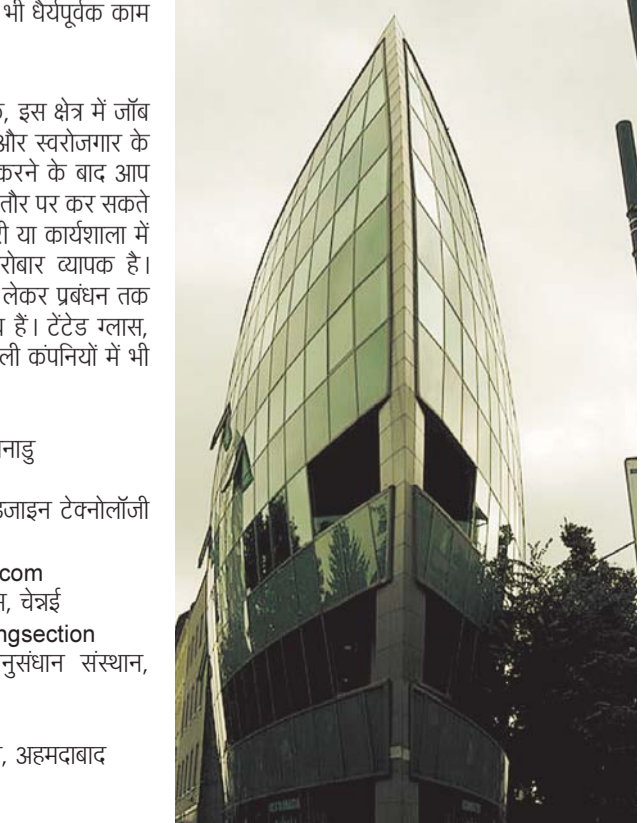 भी धैर्यपूर्वक काम
, इस क्षेत्र में जॉब
और स्वरोजगार के
करने के बाद आप
तौर पर कर सकते
या कार्यशाला में
व्यापक है।
लेकर प्रबंधन तक
हैं। टेंटेड ग्लास,
कंपनियों में भी
टेक्नोलॉजी
com
, चेन्नई
ngsection
संस्थान,
, अहमदाबाद